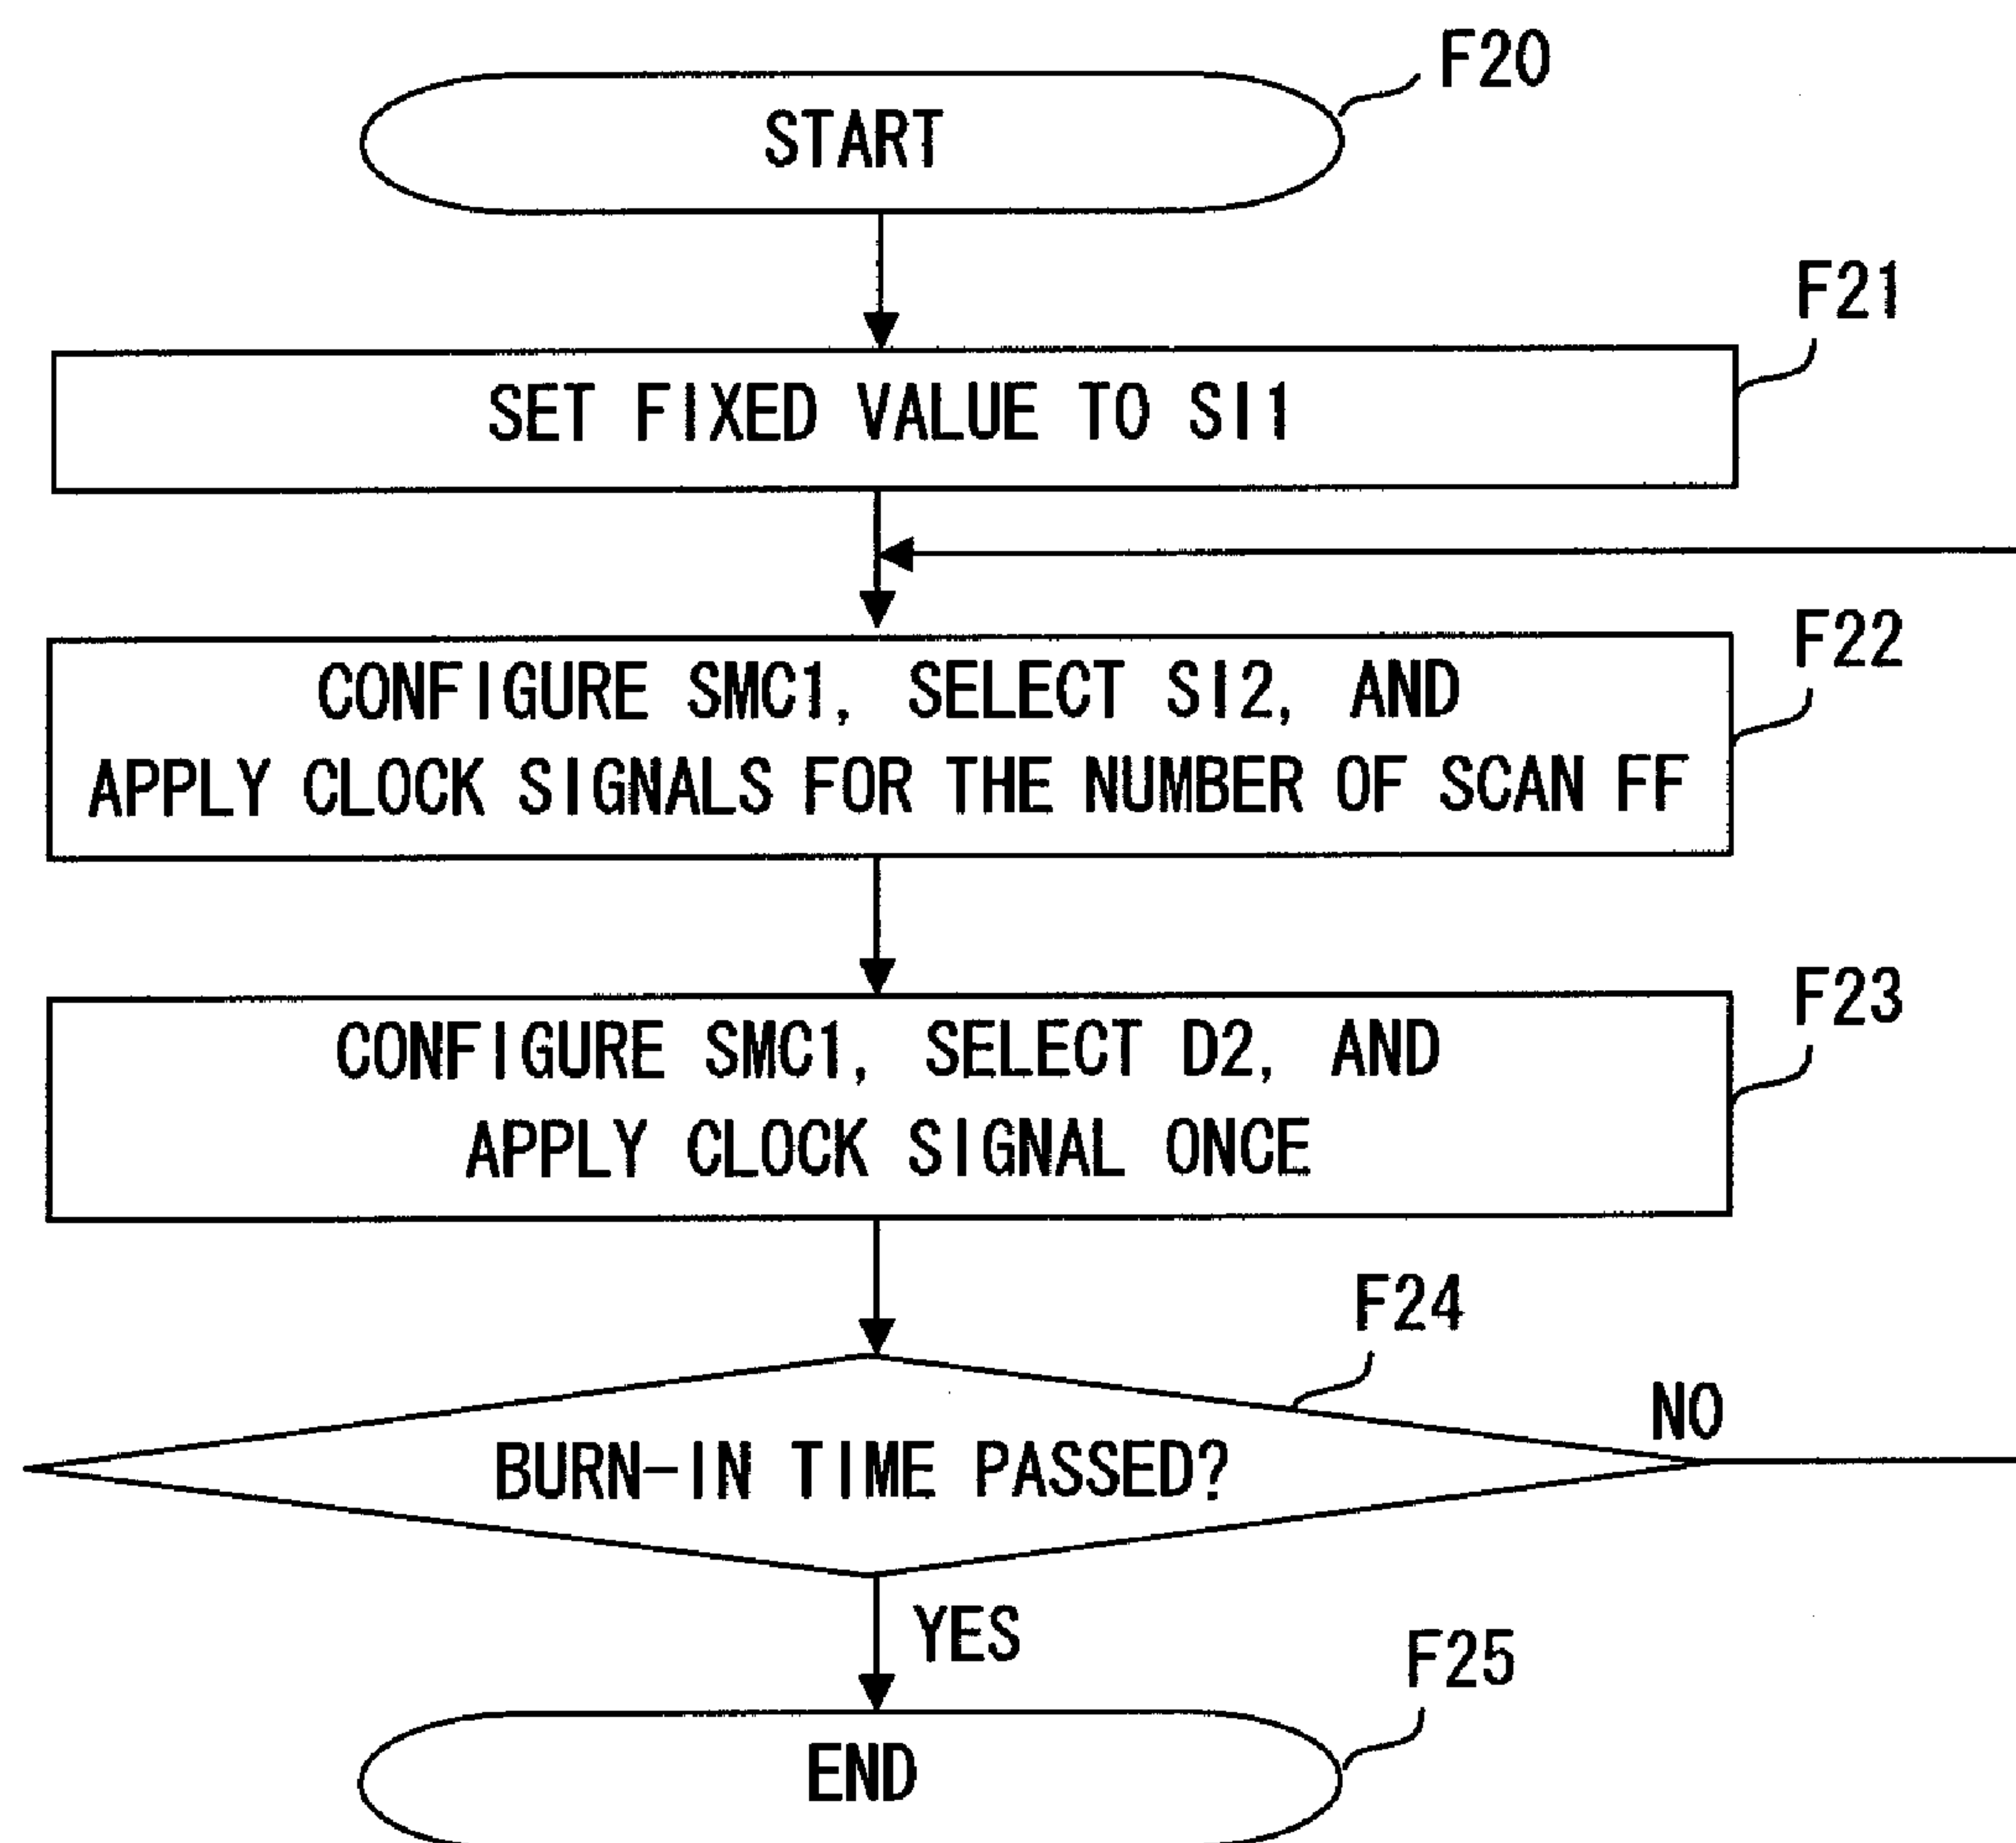 F20
START
F21
SET FIXED VALUE TO SI1
F22
CONFIGURE SMC1, SELECT SI2, AND
APPLY CLOCK SIGNALS FOR THE NUMBER OF SCAN FF
F23
CONFIGURE SMC1, SELECT D2, AND
APPLY CLOCK SIGNAL ONCE
F24
NO
BURN-IN TIME PASSED?
YES
F25
END